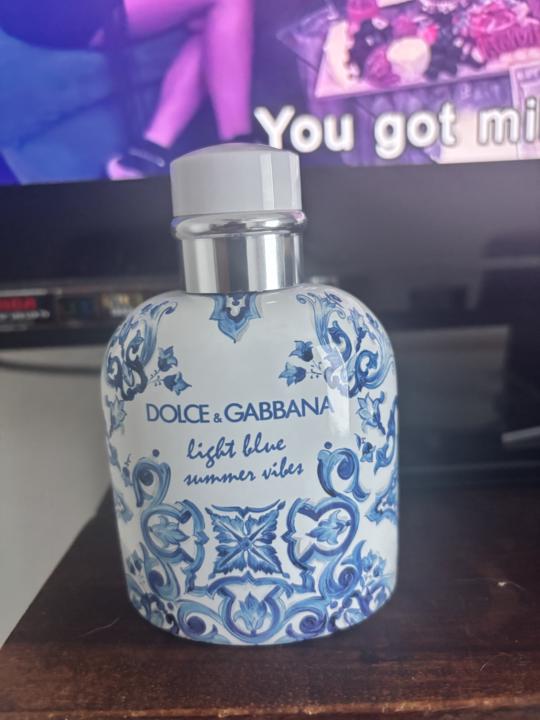 You got mi
DOLCE & GABBANA
light blue
summer vibes